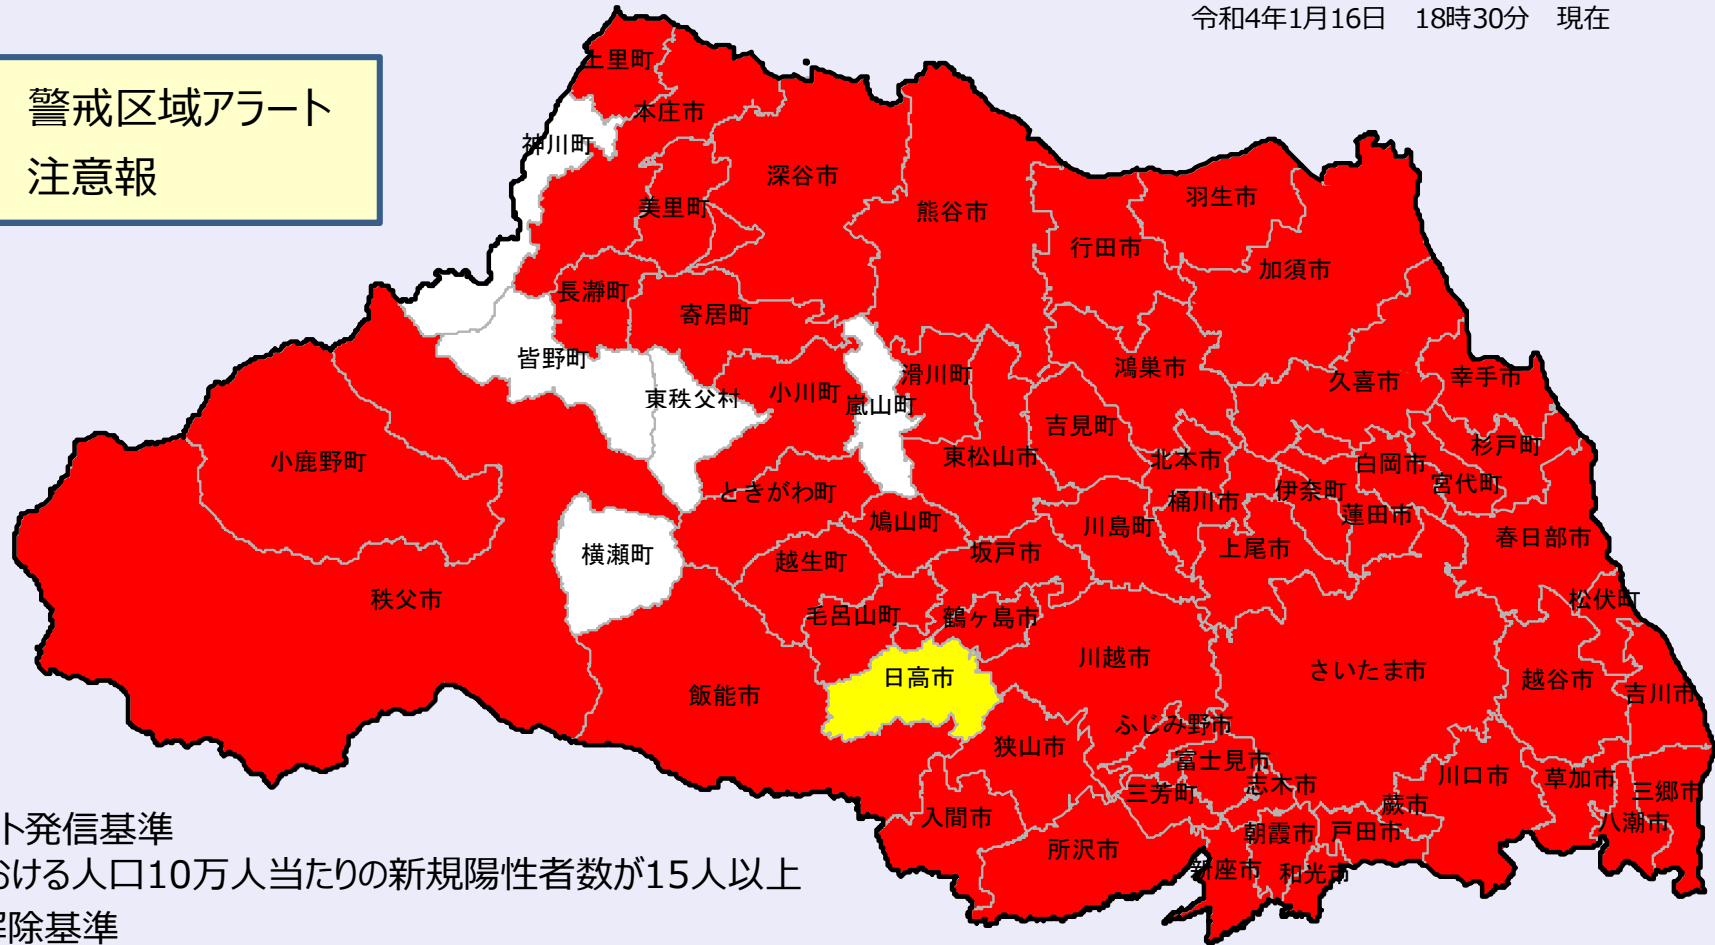 令和4年1月16日　18時30分　現在
警戒区域アラート
注意報
上里町
本庄市
神川町
深谷市
美里町
熊谷市
羽生市
行田市
加須市
長瀞町
寄居町
皆野町
東秩父村
小川町
嵐山町
滑川町
鴻巣市
久喜市
幸手市
吉見町
小鹿野町
東松山市
北本市
白岡市
杉戸町
ときがわ町
桶川市
伊奈町
宮代町
鳩山町
川島町
蓮田市
横瀬町
越生町
坂戸市
上尾市
春日部市
秩父市
毛呂山町
鶴ヶ島市
松伏町
日高市
川越市
さいたま市
越谷市
飯能市
吉川市
狭山市
ふじみ野市
富士見市
志木市
川口市
草加市
三芳町
蕨市
三郷市
入間市
八潮市
所沢市
朝霞市
戸田市
新座市
和光市
ト発信基準
おける人口10万人当たりの新規陽性者数が15人以上
解除基準